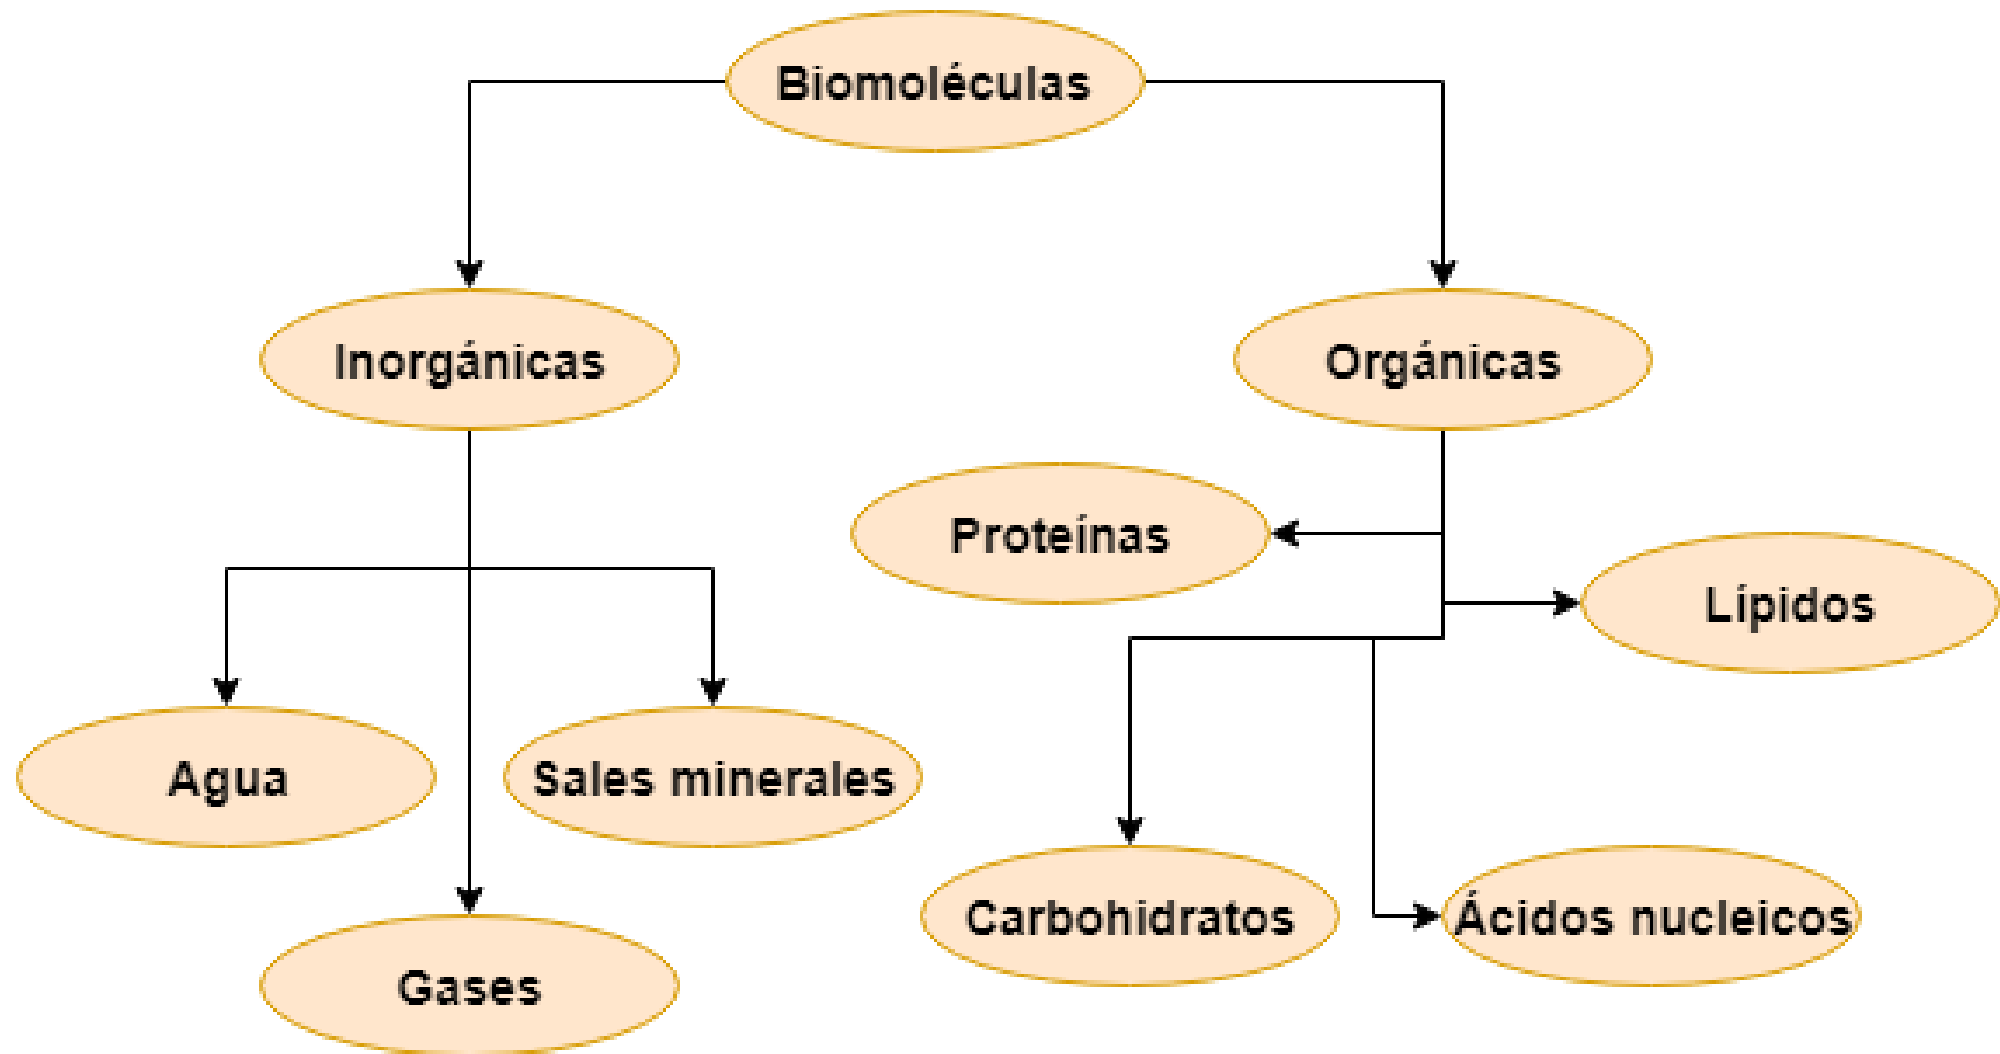 Biomoléculas
Inorgánicas
Orgánicas
Proteínas
Lípidos
Agua
Sales minerales
Carbohidratos
Ácidos nucleicos
Gases